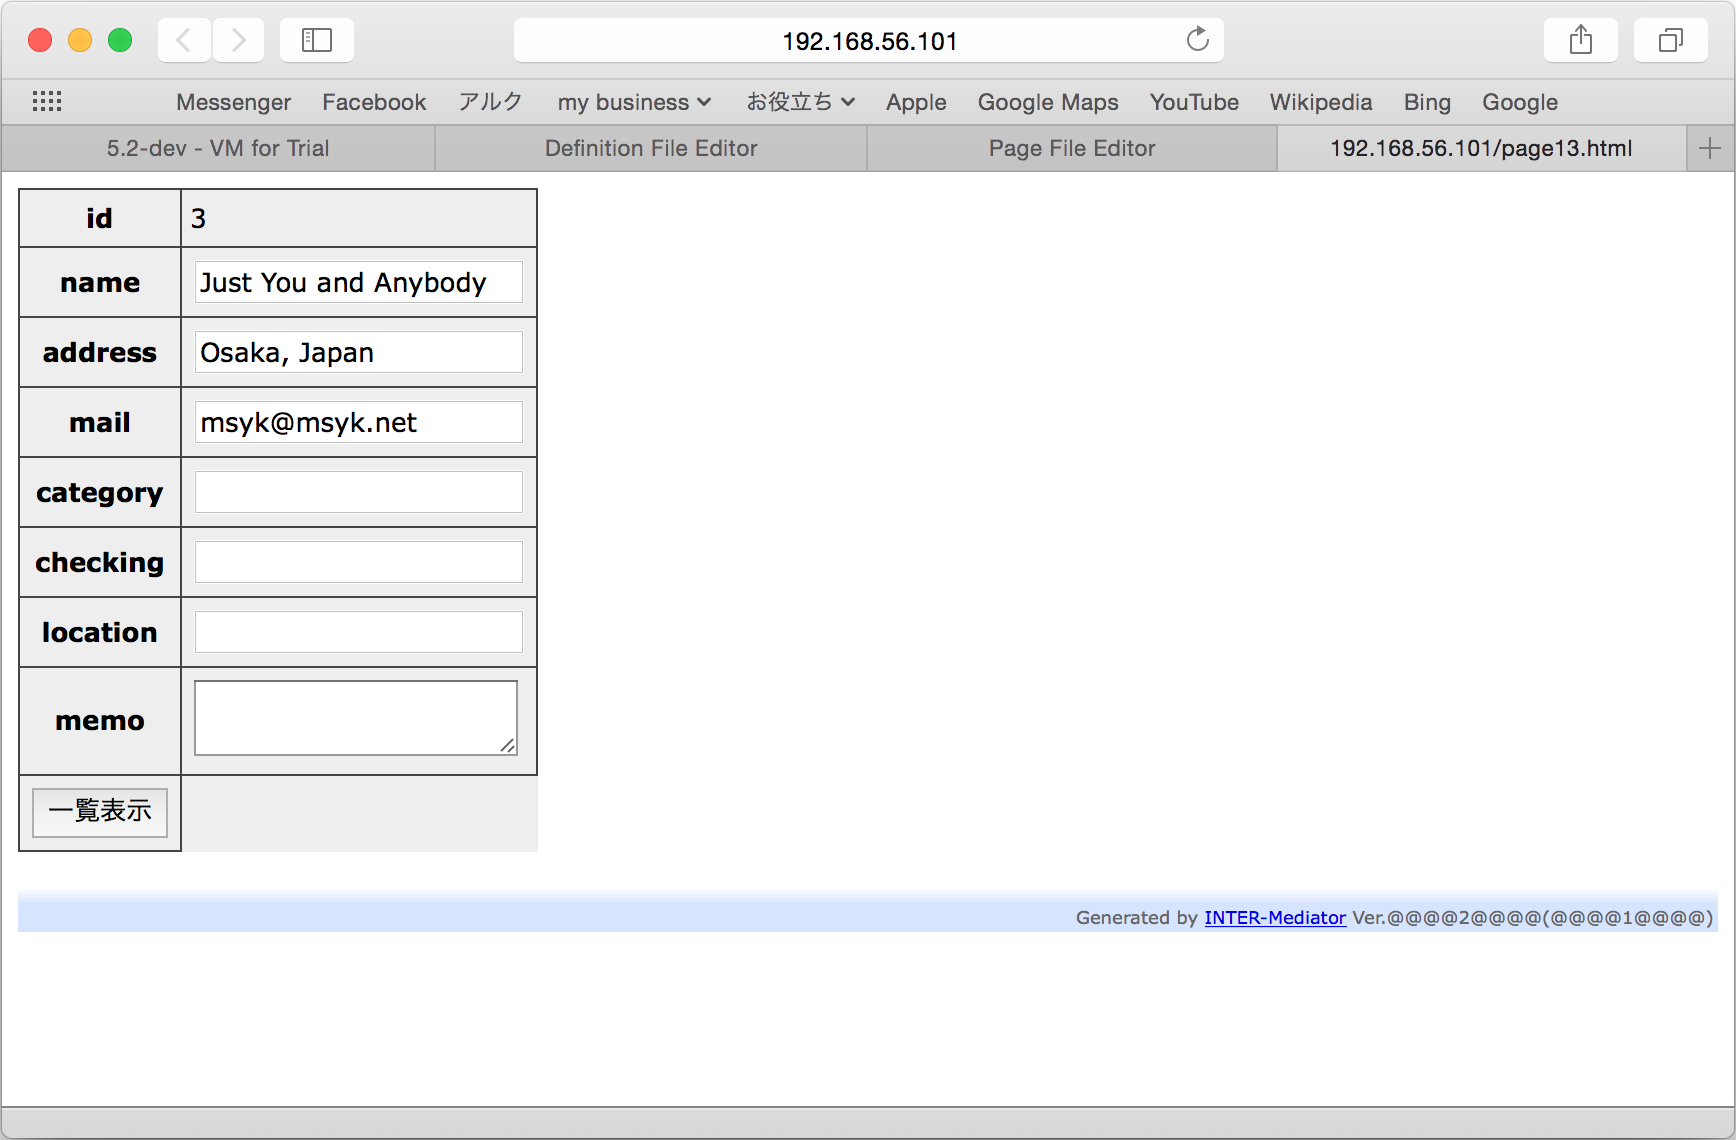 192.168.56.101
Messenger Facebook アルク my business お役立ち Apple Google Maps YouTube Wikipedia Bing Google
5.2-dev - VM for Trial Definition File Editor Page File Editor 192.168.56.101/page13.html
id 3
name Just You and Anybody
address Osaka, Japan
mail msyk@msyk.net
category
checking
location
memo
一覧表示
Generated by INTER-Mediator Ver.@@@@2@@@@(@@@@1@@@@)